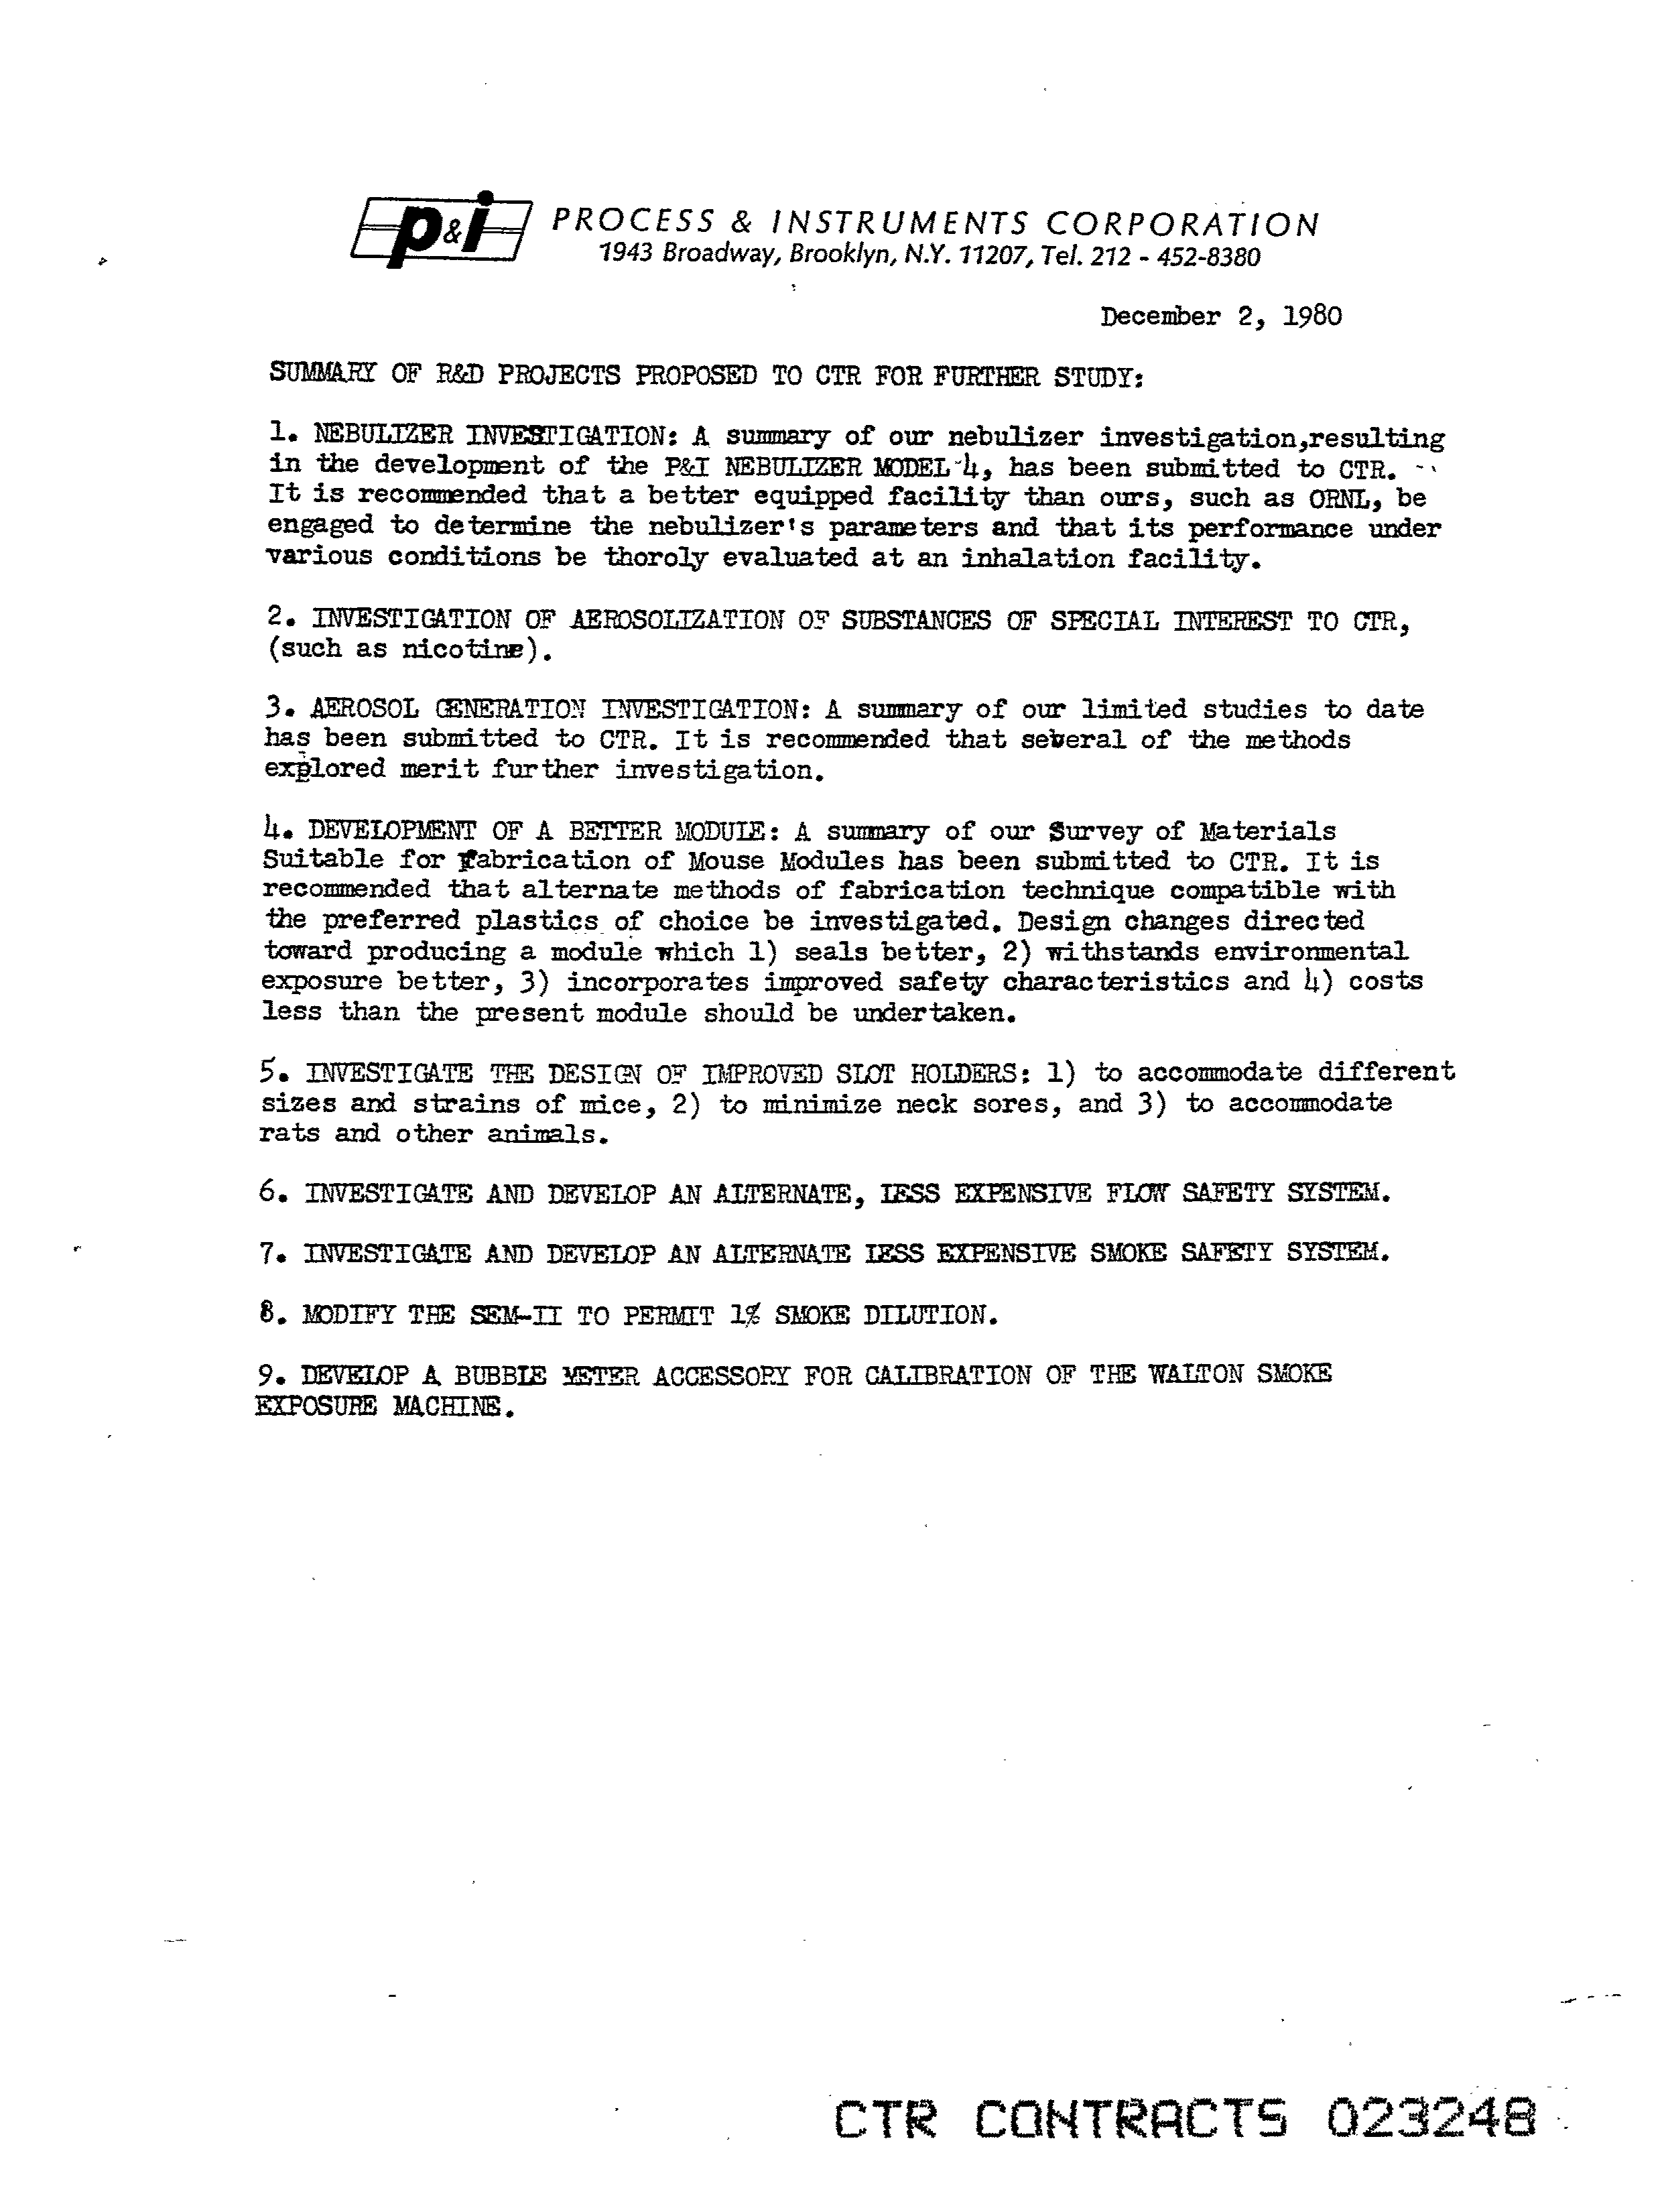 p&i PROCESS & INSTRUMENTS CORPORATION
1943 Broadway, Brooklyn, N.Y. 11207, Tel. 212 - 452-8380
December 2, 1980
SUMMARY OF R&D PROJECTS PROPOSED TO CTR FOR FURTHER STUDY:
1. NEBULIZER INVESTIGATION: A summary of our nebulizer investigation,resulting
in the development of the P&I NEBULIZER MODEL-4, has been submitted to CTR.
It is recommended that a better equipped facility than ours, such as ORNL, be
engaged to determine the nebulizer's parameters and that its performance under
various conditions be thoroly evaluated at an inhalation facility.
2. INVESTIGATION OF AEROSOLIZATION OF SUBSTANCES OF SPECIAL INTEREST TO CTR,
(such as nicotine).
3. AEROSOL GENERATION INVESTIGATION: A summary of our limited studies to date
has been submitted to CTR. It is recommended that several of the methods
explored merit further investigation.
4. DEVELOPMENT OF A BETTER MODULE: A summary of our Survey of Materials
Suitable for Fabrication of Mouse Modules has been submitted to CTR. It is
recommended that alternate methods of fabrication technique compatible with
the preferred plastics of choice be investigated. Design changes directed
toward producing a module which 1) seals better, 2) withstands environmental
exposure better, 3) incorporates improved safety characteristics and 4) costs
less than the present module should be undertaken.
5. INVESTIGATE THE DESIGN OF IMPROVED SLOT HOLDERS: 1) to accommodate different
sizes and strains of mice, 2) to minimize neck sores, and 3) to accommodate
rats and other animals.
6. INVESTIGATE AND DEVELOP AN ALTERNATE, LESS EXPENSIVE FLOW SAFETY SYSTEM.
7. INVESTIGATE AND DEVELOP AN ALTERNATE LESS EXPENSIVE SMOKE SAFETY SYSTEM.
8. MODIFY THE SEM-II TO PERMIT 1% SMOKE DILUTION.
9. DEVELOP A BUBBLE METER ACCESSORY FOR CALIBRATION OF THE WALTON SMOKE
EXPOSURE MACHINE.
CTR CONTRACTS 023248